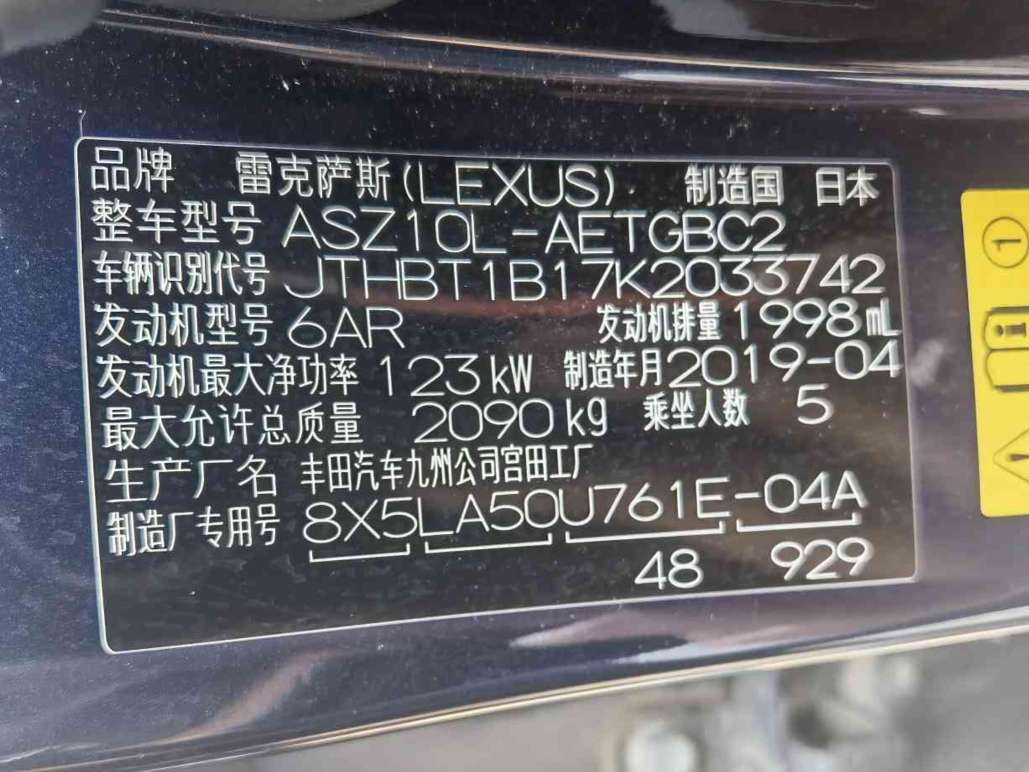 品牌 雷克萨斯(LEXUS) 制造国 日本
整车型号 ASZ10L-AETGBC2
车辆识别代号 JTHBT1B17K2033742
发动机型号 6AR 发动机排量 1998mL
发动机最大净功率 123kW 制造年月 2019-04
最大允许总质量 2090kg 乘坐人数 5
生产厂名 丰田汽车九州公司宫田工厂
制造厂专用号 8X5LA50U761E-04A
48 929
1